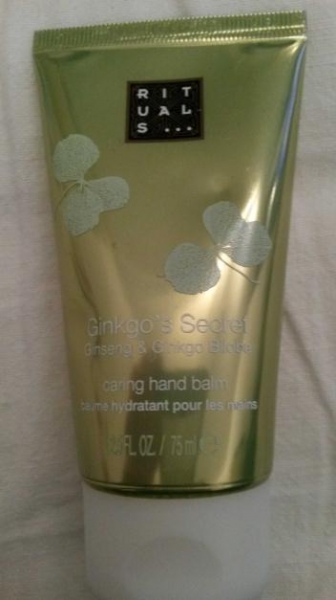 RIT
UAL
S...
Ginkgo's Secret
Ginseng & Ginkgo Biloba
caring hand balm
baume hydratant pour les mains
FL. OZ. / 75 ml